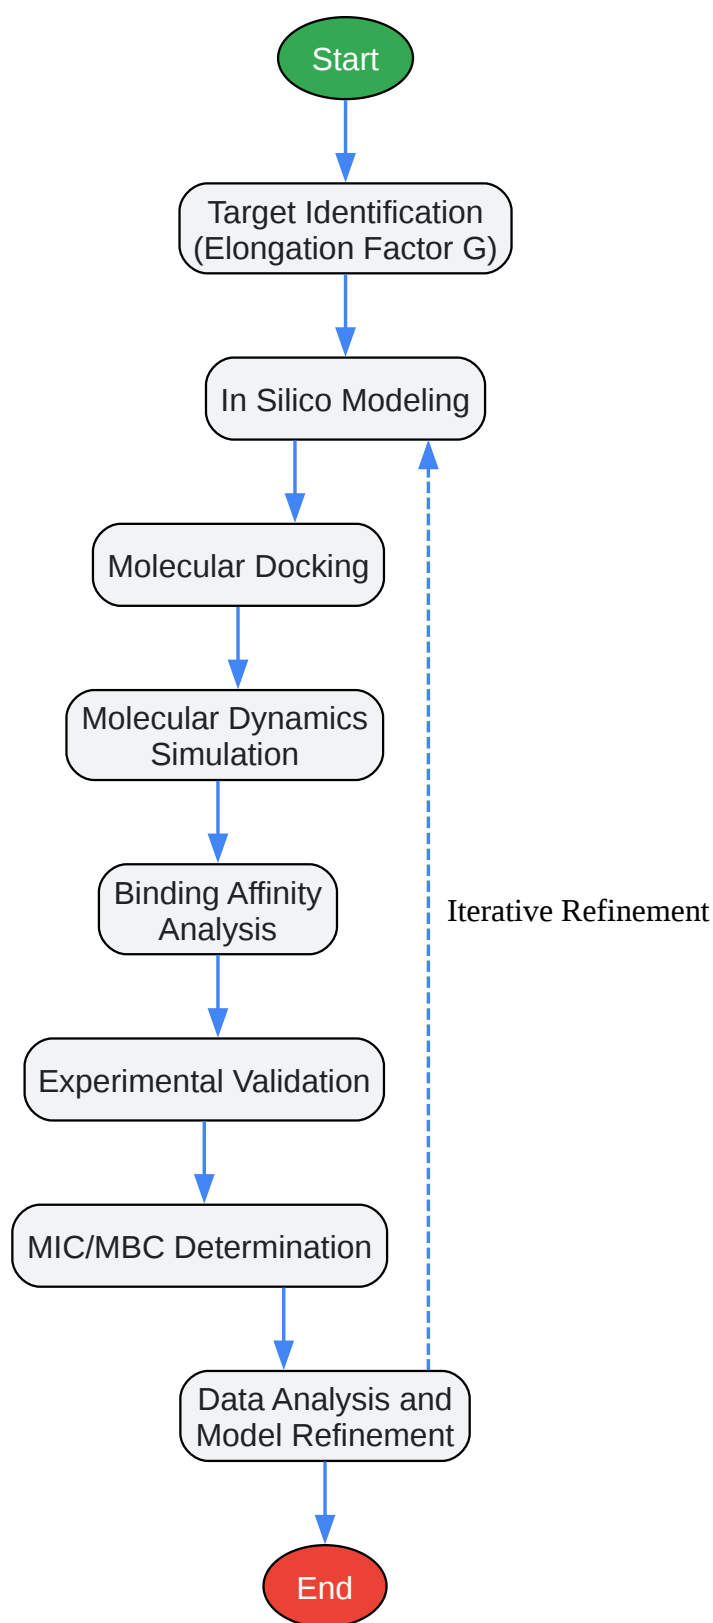 Start
Target Identification
(Elongation Factor G)
In Silico Modeling
Molecular Docking
Molecular Dynamics
Simulation
Binding Affinity
Analysis
Iterative Refinement
Experimental Validation
MIC/MBC Determination
Data Analysis and
Model Refinement
End